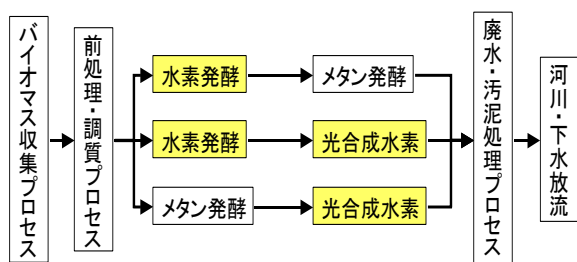 バイオマス収集プロセス
前処理・調質プロセス
水素発酵
メタン発酵
水素発酵
光合成水素
メタン発酵
光合成水素
廃水・汚泥処理プロセス
河川・下水放流